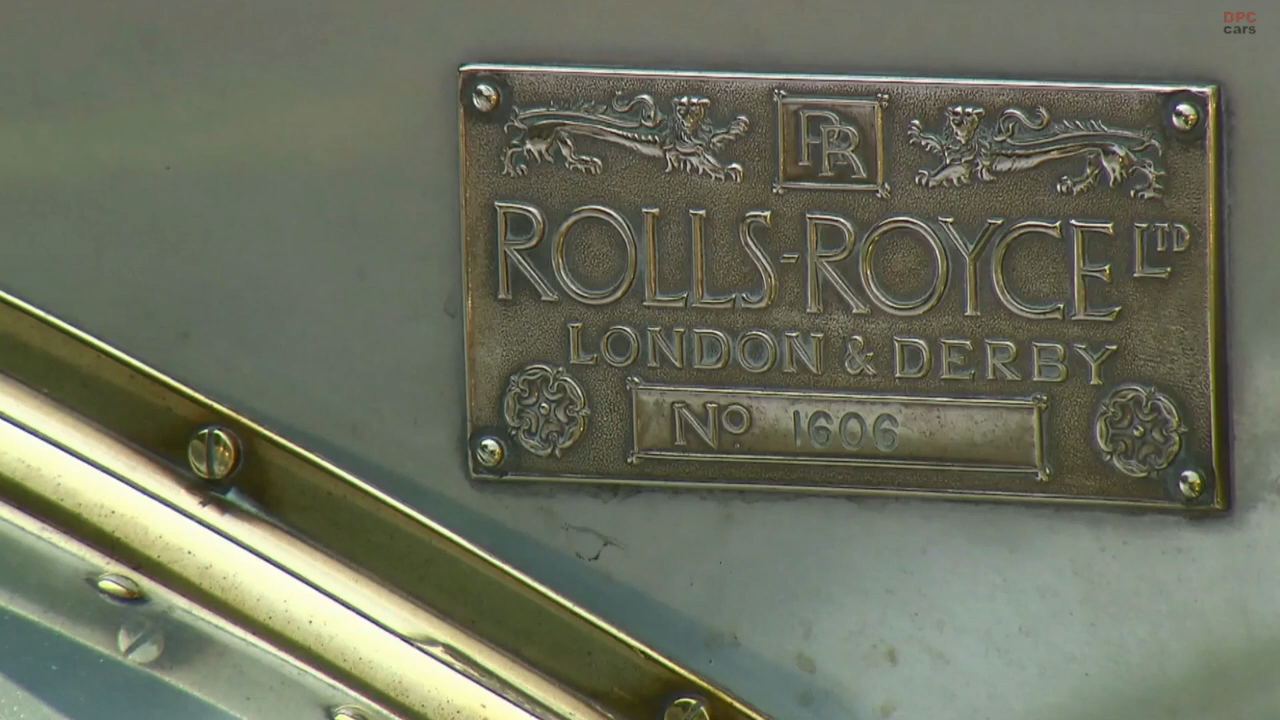 DPC
cars
RR
ROLLS-ROYCE LTD
LONDON & DERBY
No 1606